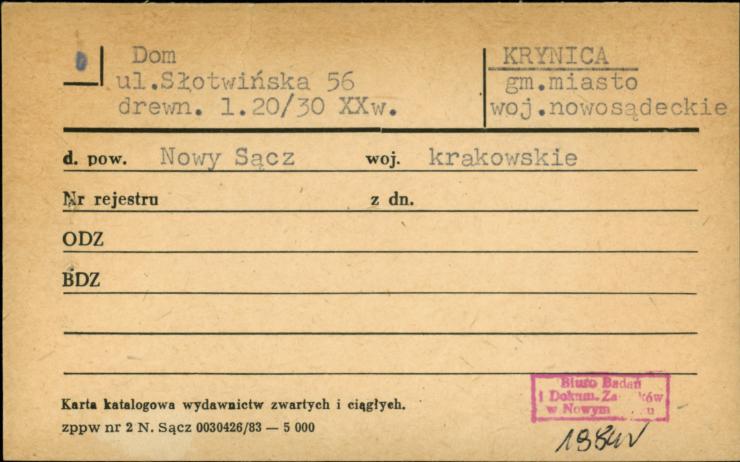 Dom
ul.Słotwińska 56
drewn. l.20/30 XXw.
KRYNICA
gm.miasto
woj.nowosądeckie
d. pow. Nowy Sącz woj. krakowskie
Nr rejestru z dn.
ODZ
BDZ
Karta katalogowa wydawnictw zwartych i ciągłych.
zppw nr 2 N. Sącz 0030426/83 — 5 000
Biuro Badań
i Dokum.
w Nowym